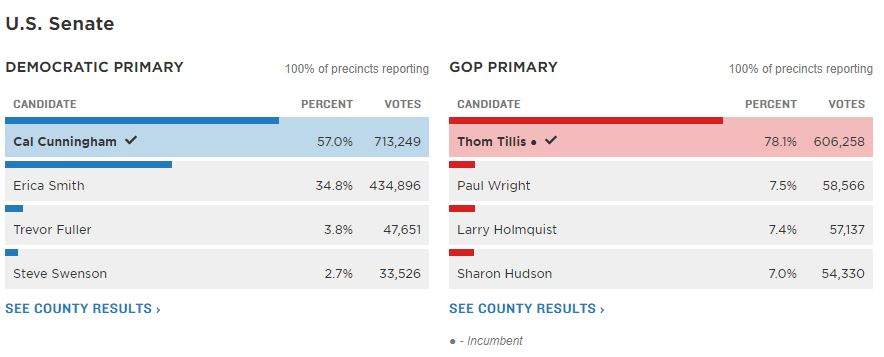 U.S. Senate
DEMOCRATIC PRIMARY 100% of precincts reporting
CANDIDATE PERCENT VOTES
Cal Cunningham ✓ 57.0% 713,249
Erica Smith 34.8% 434,896
Trevor Fuller 3.8% 47,651
Steve Swenson 2.7% 33,526
SEE COUNTY RESULTS ›
GOP PRIMARY 100% of precincts reporting
CANDIDATE PERCENT VOTES
Thom Tillis ● ✓ 78.1% 606,258
Paul Wright 7.5% 58,566
Larry Holmquist 7.4% 57,137
Sharon Hudson 7.0% 54,330
SEE COUNTY RESULTS ›
● - Incumbent